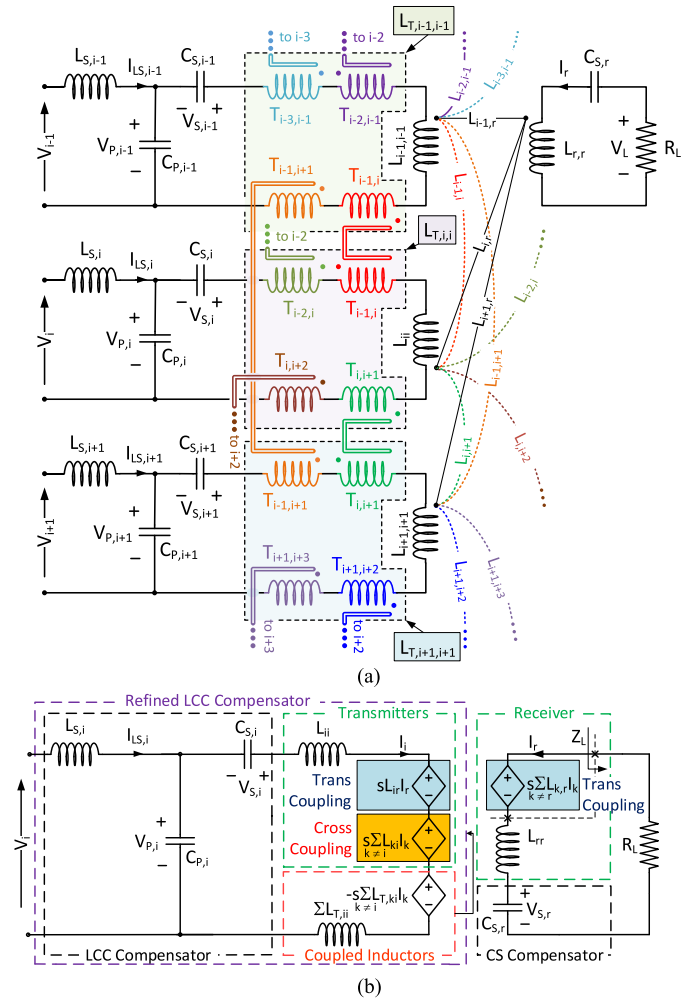 to i-3
to i-2
L_T,i-1,i-1
L_S,i-1
I_LS,i-1
C_S,i-1
V_S,i-1
T_i-3,i-1
T_i-2,i-1
L_i-2,i-1
L_i-3,i-1
I_r
C_S,r
V_i-1
V_P,i-1
C_P,i-1
L_i-1,i-1
L_i-1,r
L_r,r
V_L
R_L
T_i-1,i+1
T_i-1,i
L_i-1,i
to i-2
L_T,i,i
L_S,i
I_LS,i
C_S,i
V_S,i
T_i-2,i
T_i-1,i
L_i,r
L_i+1,r
L_i-2,i
V_i
V_P,i
C_P,i
L_ii
T_i,i+2
T_i,i+1
L_i-1,i+1
to i+2
L_S,i+1
I_LS,i+1
C_S,i+1
V_S,i+1
T_i-1,i+1
T_i,i+1
L_i,i+1
L_i,i+2
V_i+1
V_P,i+1
C_P,i+1
L_i+1,i+1
T_i+1,i+3
T_i+1,i+2
L_i+1,i+2
L_i+1,i+3
to i+3
to i+2
L_T,i+1,i+1
(a)
Refined LCC Compensator
Transmitters
Receiver
L_S,i
I_LS,i
C_S,i
V_S,i
L_ii
I_i
I_r
Z_L
Trans Coupling
sL_irI_r
s∑L_k,rI_k
k ≠ r
Trans Coupling
Cross Coupling
s∑L_kiI_k
k ≠ i
V_i
V_P,i
C_P,i
L_rr
R_L
-s∑L_T,kiI_k
k ≠ i
∑L_T,ii
C_S,r
V_S,r
LCC Compensator
Coupled Inductors
CS Compensator
(b)